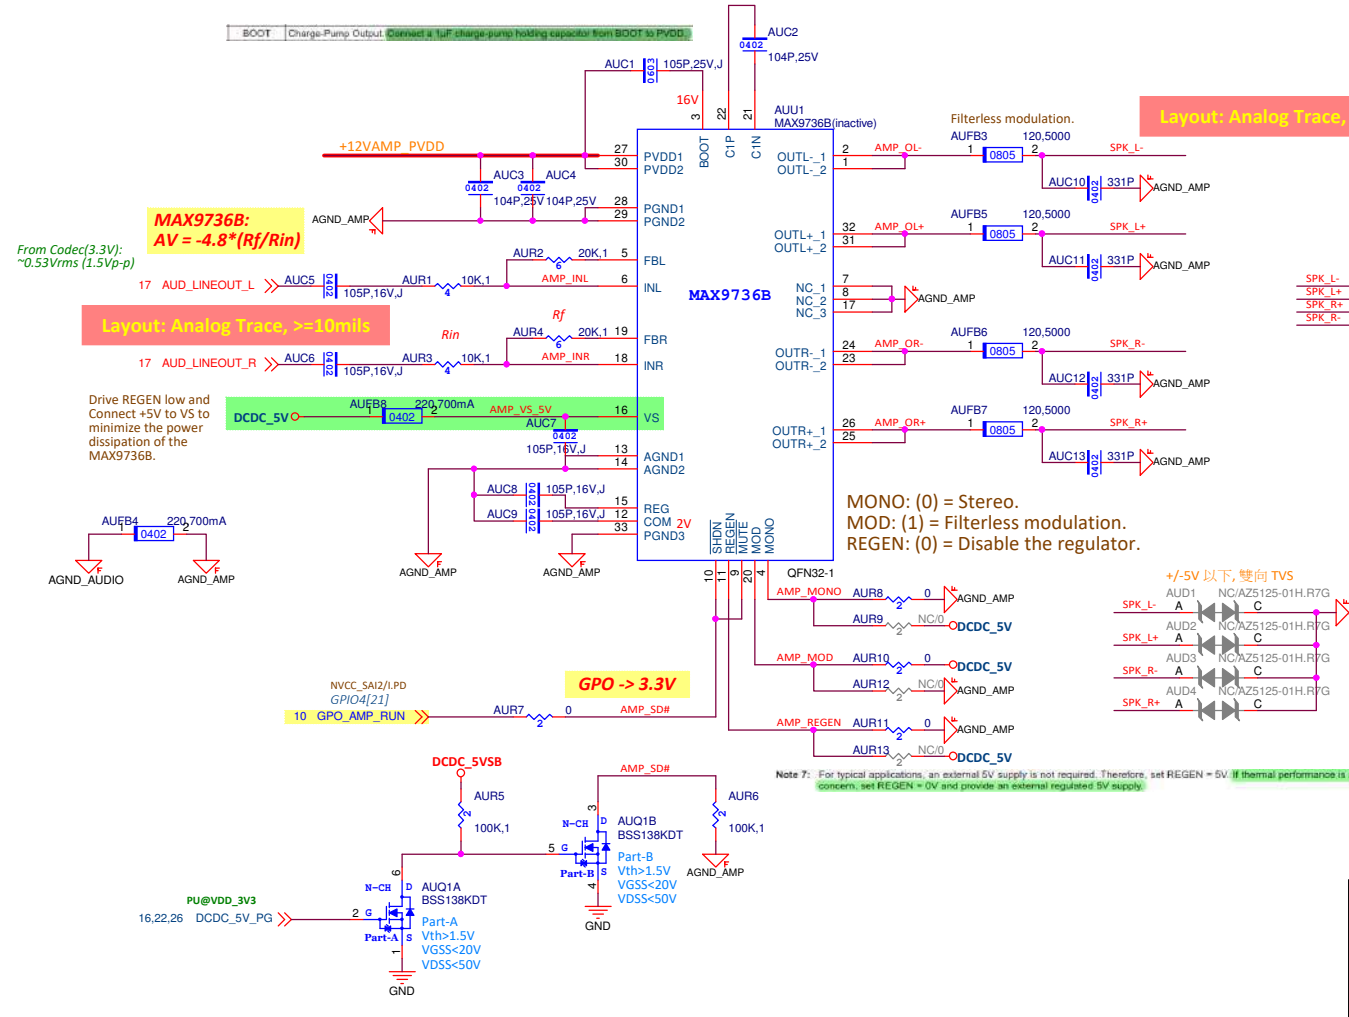 BOOT Charge-Pump Output. Connect a 1µF charge-pump holding capacitor from BOOT to PVDD.
AUC2
0402
104P,25V
AUC1
0603
105P,25V,J
16V
3
22
21
BOOT
C1P
C1N
AUU1
MAX9736B(inactive)
Filterless modulation.
Layout: Analog Trace,
+12VAMP_PVDD
27
30
PVDD1
PVDD2
AUC3
0402
104P,25V
AUC4
0402
104P,25V
28
29
PGND1
PGND2
AGND_AMP
MAX9736B:
AV = -4.8*(Rf/Rin)
From Codec(3.3V):
~0.53Vrms (1.5Vp-p)
AUR2
20K,1
6
5
FBL
17 AUD_LINEOUT_L
AUC5
0402
105P,16V,J
AUR1
10K,1
4
AMP_INL
6
INL
Layout: Analog Trace, >=10mils
Rin
Rf
AUR4
20K,1
6
19
FBR
17 AUD_LINEOUT_R
AUC6
0402
105P,16V,J
AUR3
10K,1
4
AMP_INR
18
INR
MAX9736B
Drive REGEN low and
Connect +5V to VS to
minimize the power
dissipation of the
MAX9736B.
DCDC_5V
AUFB8
220,700mA
1
0402
2
AMP_VS_5V
16
VS
AUC7
0402
105P,16V,J
13
14
AGND1
AGND2
AUC8
0402
105P,16V,J
AUC9
0402
105P,16V,J
15
12
33
REG
COM
2V
PGND3
AGND_AMP
AGND_AMP
AUFB4
220,700mA
1
0402
2
AGND_AUDIO
AGND_AMP
OUTL-_1
OUTL-_2
2
1
AMP_OL-
AUFB3
120,5000
1
0805
2
SPK_L-
AUC10
0402
331P
AGND_AMP
OUTL+_1
OUTL+_2
32
31
AMP_OL+
AUFB5
120,5000
1
0805
2
SPK_L+
AUC11
0402
331P
AGND_AMP
NC_1
NC_2
NC_3
7
8
17
AGND_AMP
SPK_L-
SPK_L+
SPK_R+
SPK_R-
OUTR-_1
OUTR-_2
24
23
AMP_OR-
AUFB6
120,5000
1
0805
2
SPK_R-
AUC12
0402
331P
AGND_AMP
OUTR+_1
OUTR+_2
26
25
AMP_OR+
AUFB7
120,5000
1
0805
2
SPK_R+
AUC13
0402
331P
AGND_AMP
MONO: (0) = Stereo.
MOD: (1) = Filterless modulation.
REGEN: (0) = Disable the regulator.
SHDN
REGEN
MUTE
MOD
MONO
10
11
9
20
4
QFN32-1
AMP_MONO
AUR8
0
2
AGND_AMP
AUR9
NC/0
2
DCDC_5V
AMP_MOD
AUR10
0
2
DCDC_5V
AUR12
NC/0
2
AGND_AMP
AMP_REGEN
AUR11
0
2
AGND_AMP
AUR13
NC/0
2
DCDC_5V
+/-5V 以下, 雙向 TVS
AUD1 NC/AZ5125-01H.R7G
SPK_L- A C
AUD2 NC/AZ5125-01H.R7G
SPK_L+ A C
AUD3 NC/AZ5125-01H.R7G
SPK_R- A C
AUD4 NC/AZ5125-01H.R7G
SPK_R+ A C
GPO -> 3.3V
NVCC_SAI2/I.PD
GPIO4[21]
10 GPO_AMP_RUN
AUR7
0
2
AMP_SD#
Note 7: For typical applications, an external 5V supply is not required. Therefore, set REGEN = 5V. If thermal performance is
concern, set REGEN = 0V and provide an external regulated 5V supply.
DCDC_5VSB
AUR5
2
100K,1
AMP_SD#
AUR6
2
100K,1
AGND_AMP
3
N-CH D
AUQ1B
BSS138KDT
5
G
Part-B S
4
Part-B
Vth>1.5V
VGSS<20V
VDSS<50V
GND
6
N-CH D
AUQ1A
BSS138KDT
PU@VDD_3V3
16,22,26 DCDC_5V_PG
2
G
Part-A S
1
Part-A
Vth>1.5V
VGSS<20V
VDSS<50V
GND